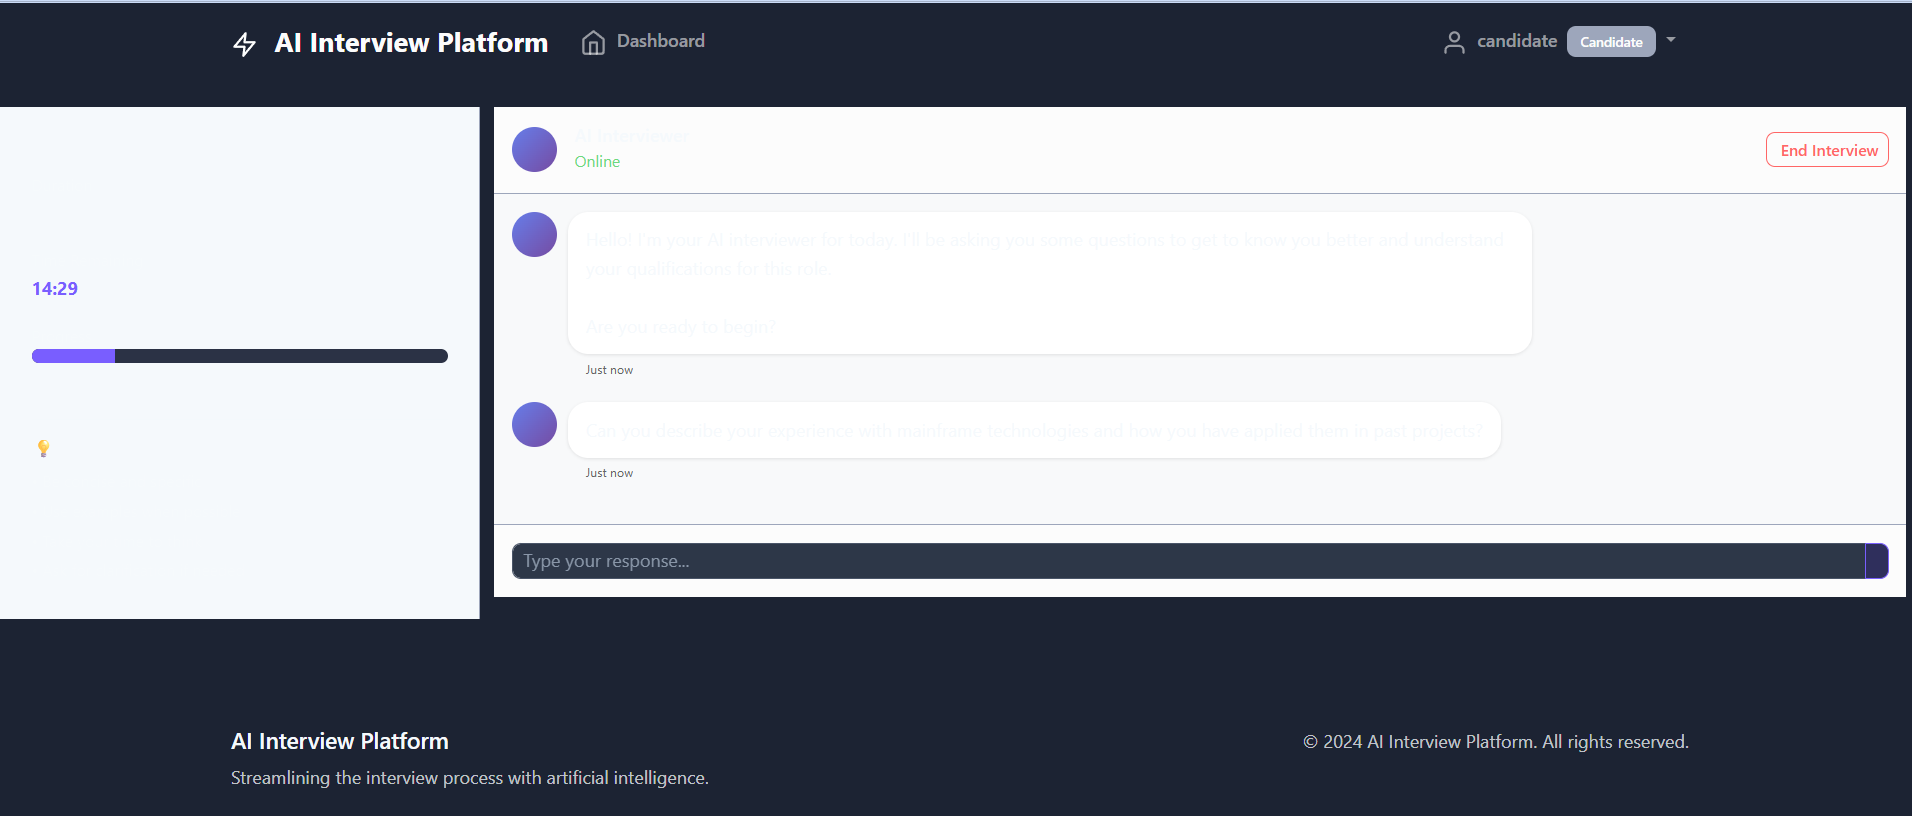 AI Interview Platform
Dashboard
candidate
Candidate
14:29
AI Interviewer
Online
End Interview
Hello! I'm your AI interviewer for today. I'll be asking you some questions to get to know you better and understand
your qualifications for this role.
Are you ready to begin?
Just now
Can you describe your experience with mainframe technologies and how you have applied them in past projects?
Just now
Type your response...
AI Interview Platform
Streamlining the interview process with artificial intelligence.
© 2024 AI Interview Platform. All rights reserved.